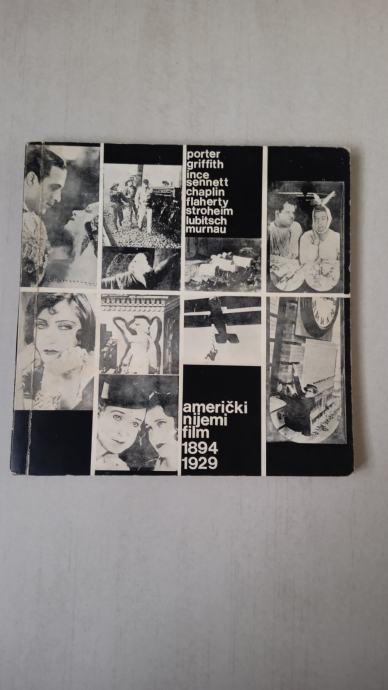 porter
griffith
ince
sennett
chaplin
flaherty
stroheim
lubitsch
murnau
američki
nijemi
film
1894
1929